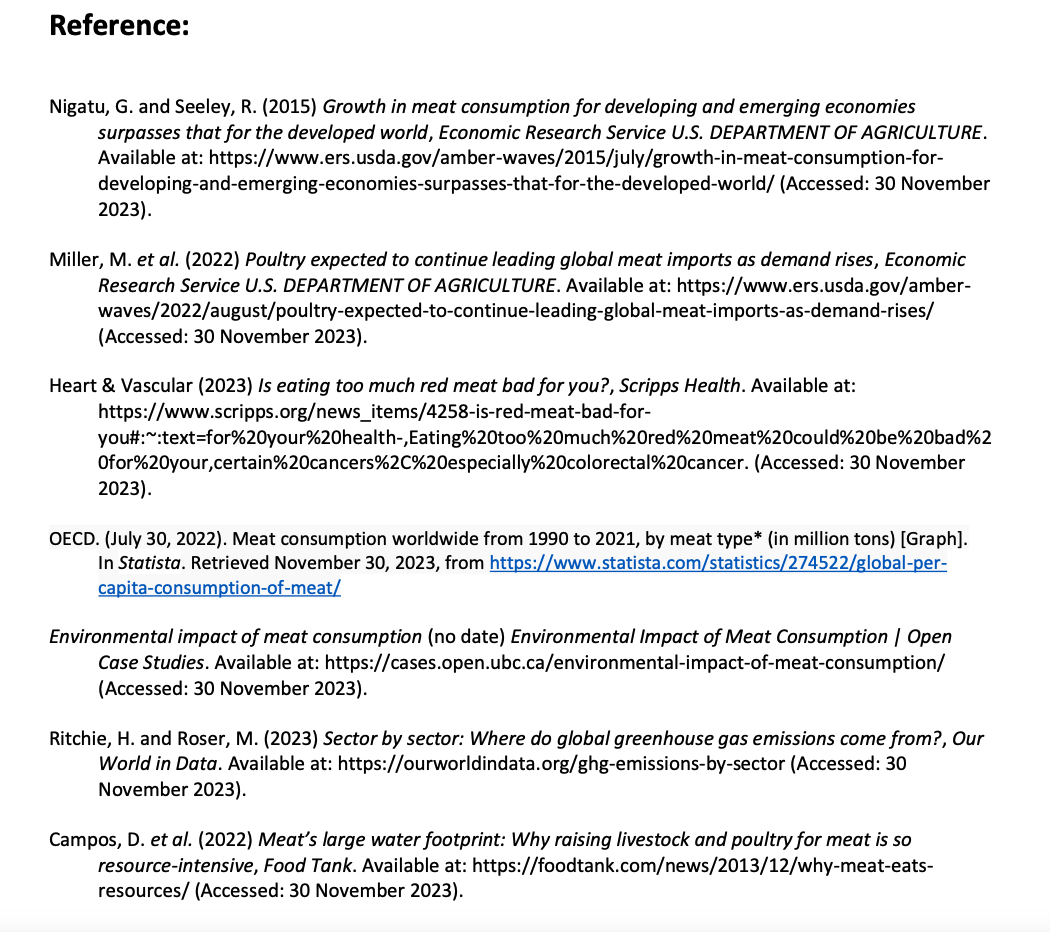 Reference:
Nigatu, G. and Seeley, R. (2015) Growth in meat consumption for developing and emerging economies
surpasses that for the developed world, Economic Research Service U.S. DEPARTMENT OF AGRICULTURE.
Available at: https://www.ers.usda.gov/amber-waves/2015/july/growth-in-meat-consumption-for-
developing-and-emerging-economies-surpasses-that-for-the-developed-world/ (Accessed: 30 November
2023).
Miller, M. et al. (2022) Poultry expected to continue leading global meat imports as demand rises, Economic
Research Service U.S. DEPARTMENT OF AGRICULTURE. Available at: https://www.ers.usda.gov/amber-
waves/2022/august/poultry-expected-to-continue-leading-global-meat-imports-as-demand-rises/
(Accessed: 30 November 2023).
Heart & Vascular (2023) Is eating too much red meat bad for you?, Scripps Health. Available at:
https://www.scripps.org/news_items/4258-is-red-meat-bad-for-
you#:~:text=for%20your%20health-,Eating%20too%20much%20red%20meat%20could%20be%20bad%2
0for%20your,certain%20cancers%2C%20especially%20colorectal%20cancer. (Accessed: 30 November
2023).
OECD. (July 30, 2022). Meat consumption worldwide from 1990 to 2021, by meat type* (in million tons) [Graph].
In Statista. Retrieved November 30, 2023, from https://www.statista.com/statistics/274522/global-per-
capita-consumption-of-meat/
Environmental impact of meat consumption (no date) Environmental Impact of Meat Consumption | Open
Case Studies. Available at: https://cases.open.ubc.ca/environmental-impact-of-meat-consumption/
(Accessed: 30 November 2023).
Ritchie, H. and Roser, M. (2023) Sector by sector: Where do global greenhouse gas emissions come from?, Our
World in Data. Available at: https://ourworldindata.org/ghg-emissions-by-sector (Accessed: 30
November 2023).
Campos, D. et al. (2022) Meat’s large water footprint: Why raising livestock and poultry for meat is so
resource-intensive, Food Tank. Available at: https://foodtank.com/news/2013/12/why-meat-eats-
resources/ (Accessed: 30 November 2023).